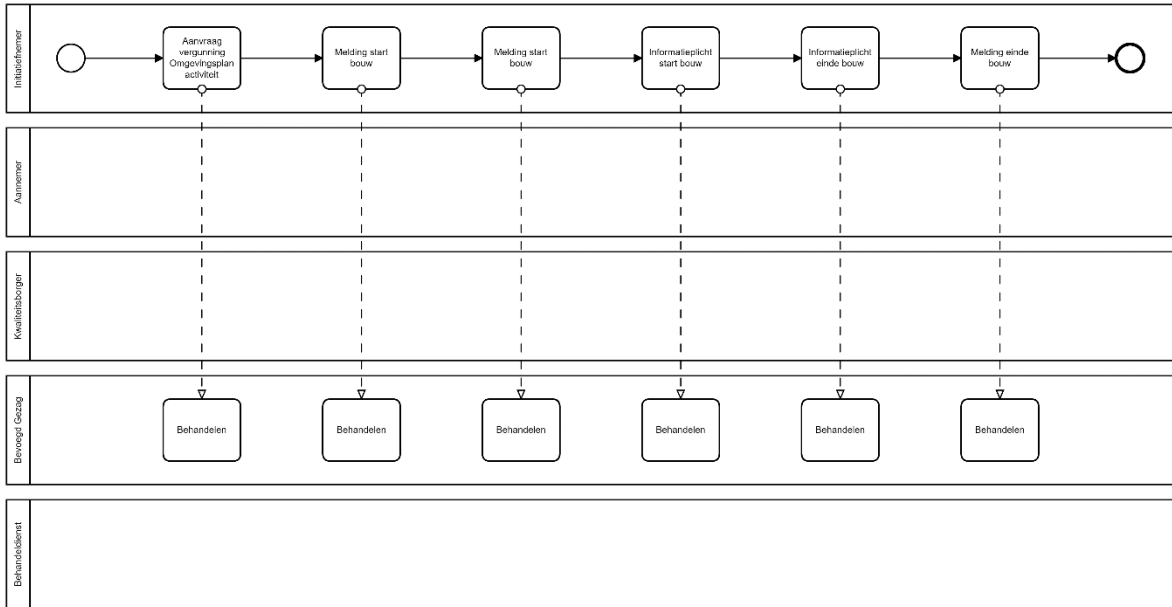 Initiatiefnemer
Aanvraag
vergunning
Omgevingsplan
activiteit
Melding start
bouw
Melding start
bouw
Informatieplicht
start bouw
Informatieplicht
einde bouw
Melding einde
bouw
Aannemer
Kwaliteitsborger
Bevoegd Gezag
Behandelen
Behandelen
Behandelen
Behandelen
Behandelen
Behandelen
Behandeldienst